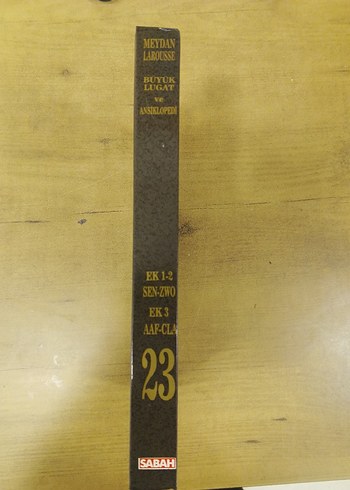 MEYDAN
LAROUSSE
BÜYÜK
LUGAT
VE
ANSİKLOPEDİ
EK 1-2
SEN-ZWO
EK 3
AAF-CLA
23
SABAH